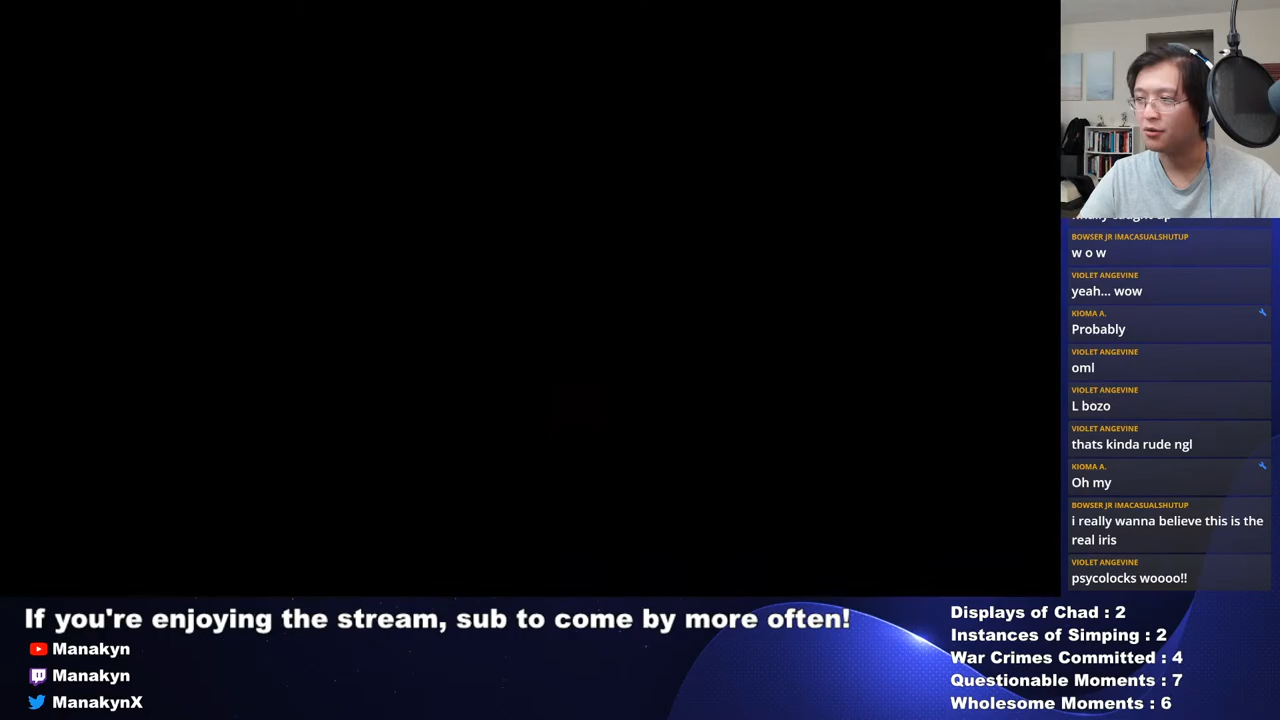 BOWSER JR IMACASUALSHUTUP
w o w
VIOLET ANGEVINE
yeah... wow
KIOMA A.
Probably
VIOLET ANGEVINE
oml
VIOLET ANGEVINE
L bozo
VIOLET ANGEVINE
thats kinda rude ngl
KIOMA A.
Oh my
BOWSER JR IMACASUALSHUTUP
i really wanna believe this is the
real iris
VIOLET ANGEVINE
psycolocks woooo!!
If you're enjoying the stream, sub to come by more often!
Manakyn
Manakyn
ManakynX
Displays of Chad : 2
Instances of Simping : 2
War Crimes Committed : 4
Questionable Moments : 7
Wholesome Moments : 6